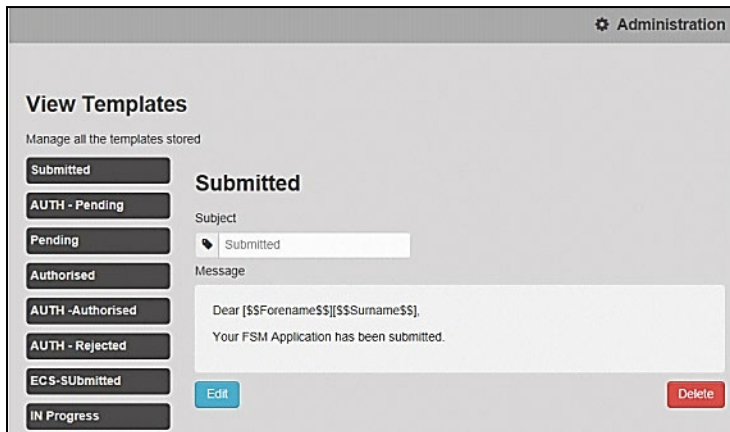 Administration
View Templates
Manage all the templates stored
Submitted
AUTH - Pending
Pending
Authorised
AUTH -Authorised
AUTH - Rejected
ECS-SUbmitted
IN Progress
Submitted
Subject
Submitted
Message
Dear [$$Forename$$][$$Surname$$],
Your FSM Application has been submitted.
Edit
Delete